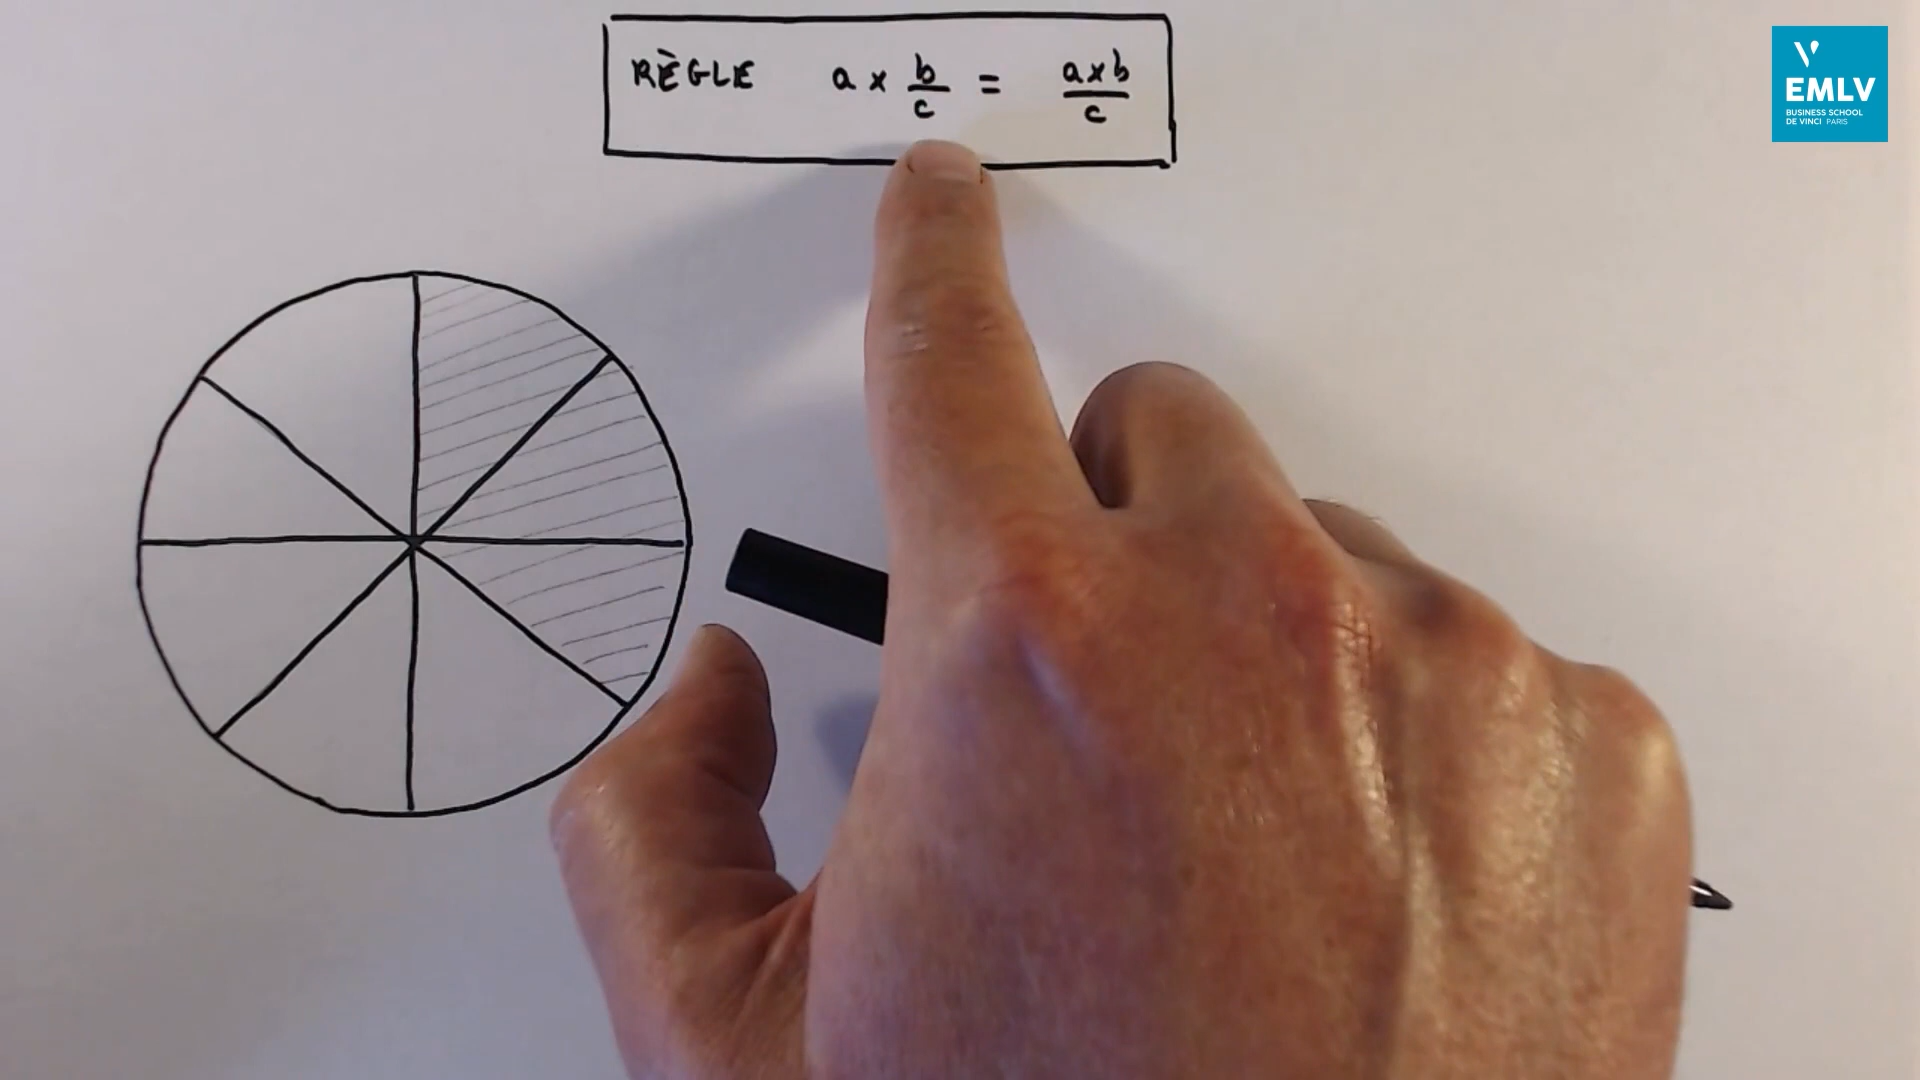 RÈGLE a × b/c = a×b/c
EMLV
BUSINESS SCHOOL
DE VINCI PARIS